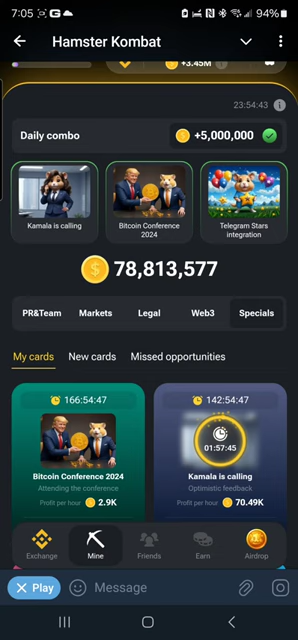 7:05
94%
Hamster Kombat
+3.45M
23:54:43
Daily combo
+5,000,000
Kamala is calling
Bitcoin Conference
2024
Telegram Stars
integration
78,813,577
PR&Team
Markets
Legal
Web3
Specials
My cards
New cards
Missed opportunities
166:54:47
Bitcoin Conference 2024
Attending the conference
Profit per hour 2.9K
142:54:47
01:57:45
Kamala is calling
Optimistic feedback
Profit per hour 70.49K
Exchange
Mine
Friends
Earn
Airdrop
Play
Message